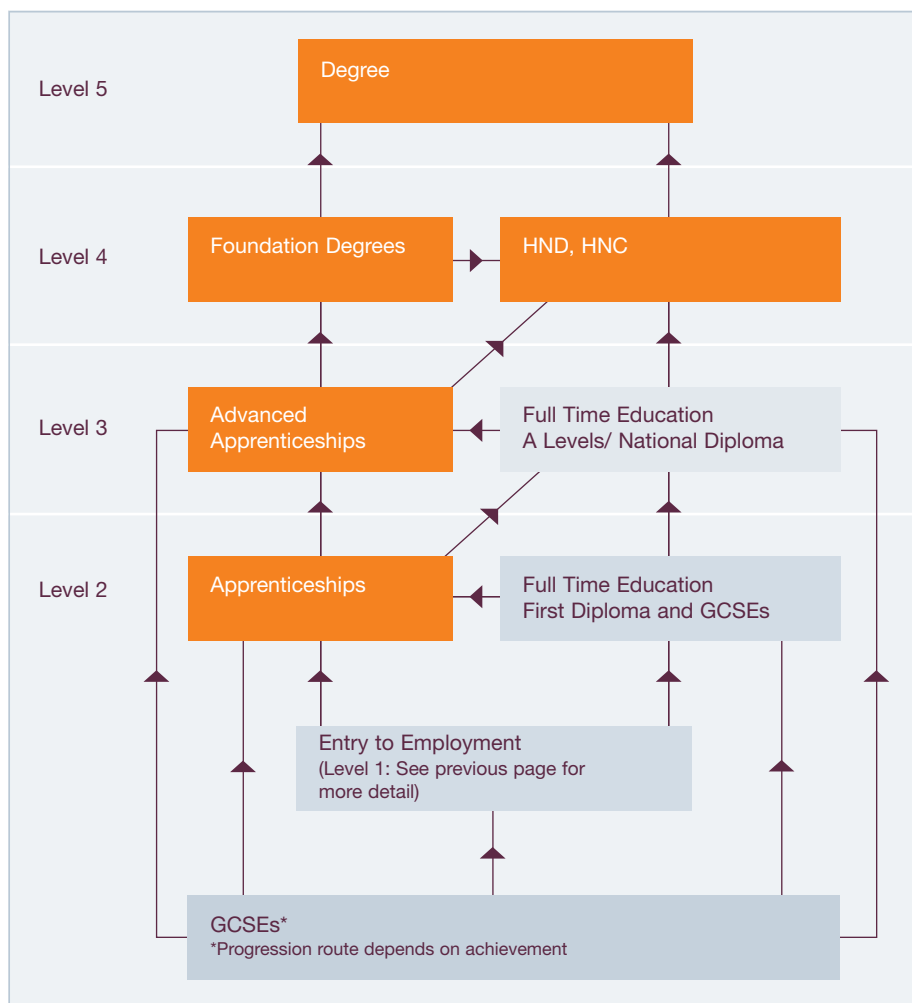 Level 5
Degree
Level 4
Foundation Degrees
HND, HNC
Level 3
Advanced
Apprenticeships
Full Time Education
A Levels/ National Diploma
Level 2
Apprenticeships
Full Time Education
First Diploma and GCSEs
Entry to Employment
(Level 1: See previous page for
more detail)
GCSEs*
*Progression route depends on achievement